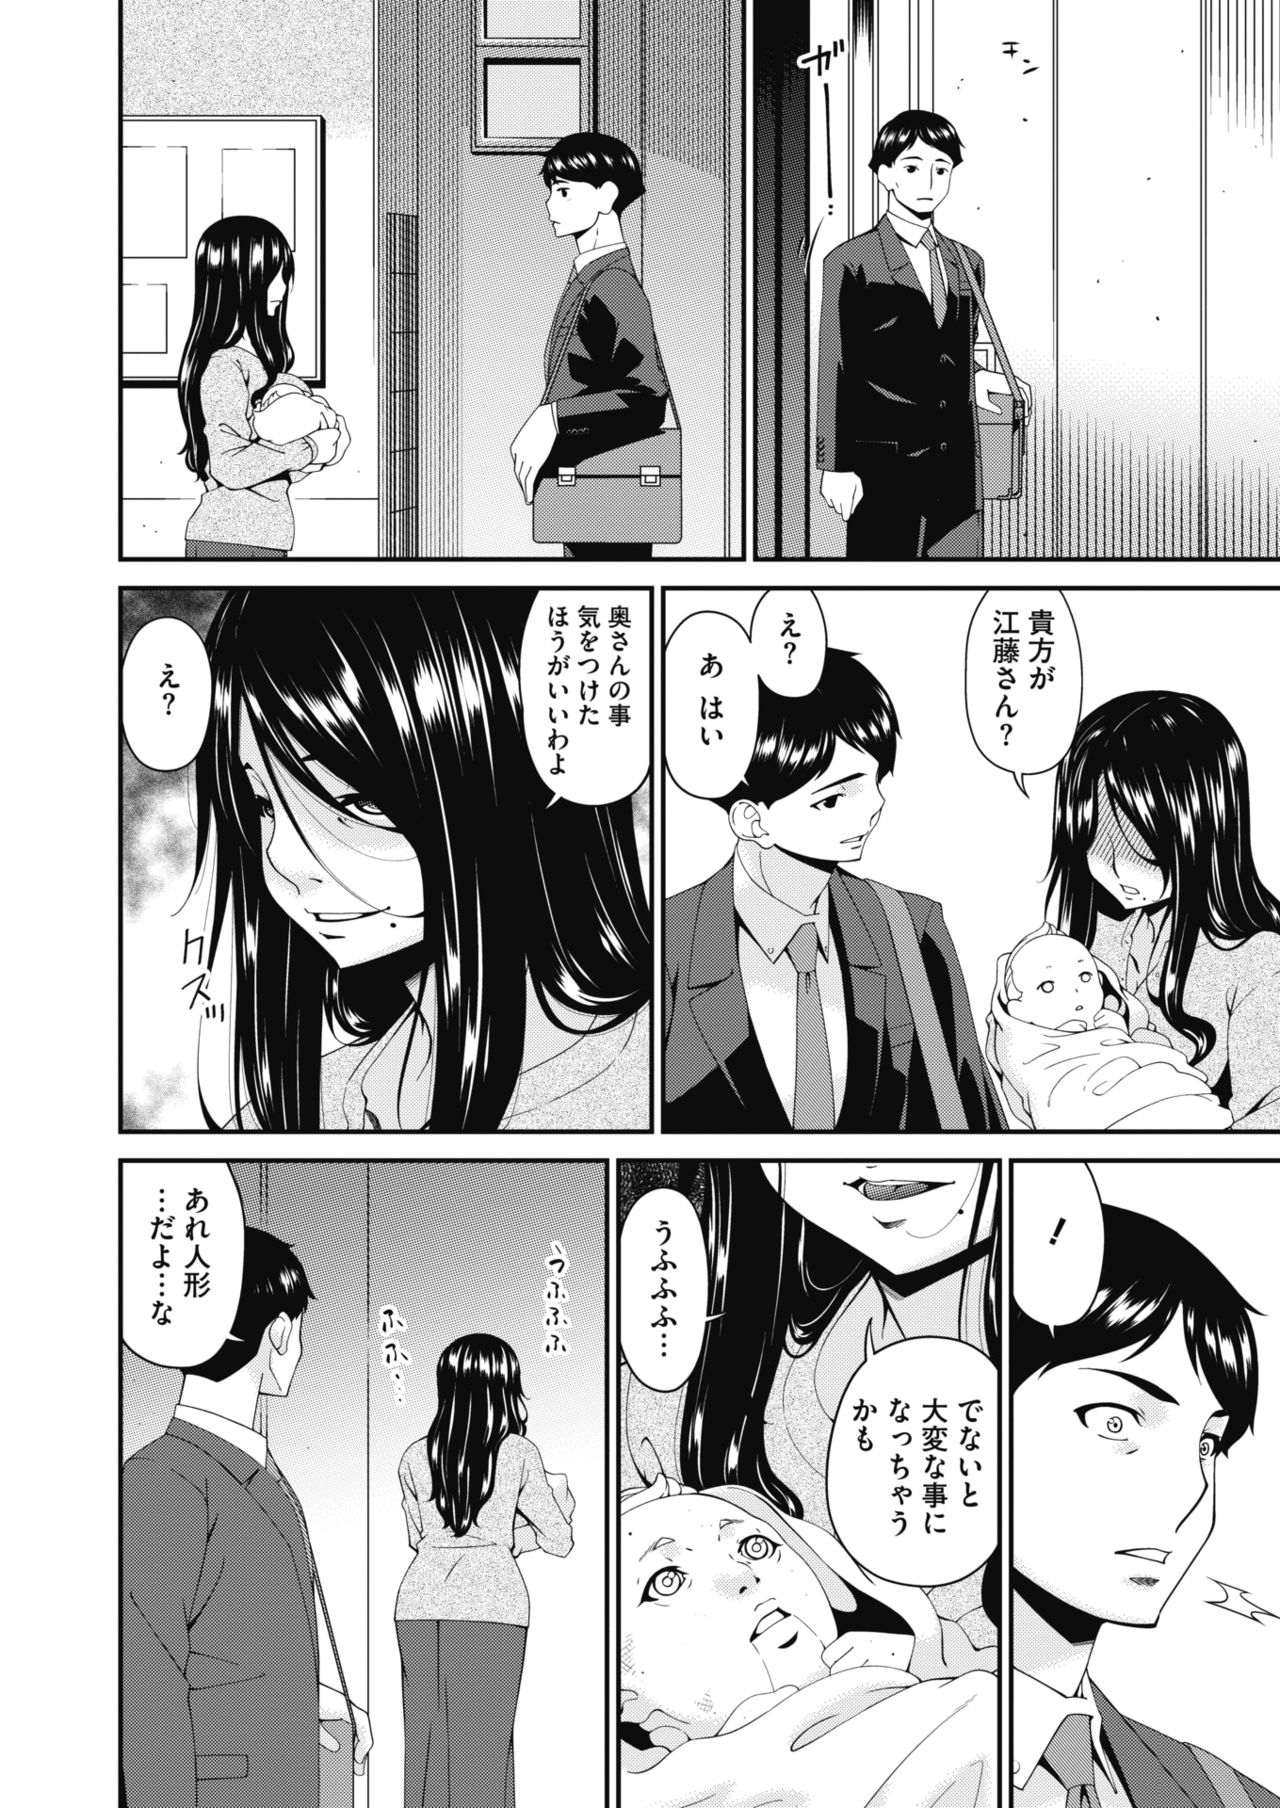 キン
ガーー…
貴方が
江藤さん?
え?
あ はい
奥さんの事
気をつけた
ほうがいいわよ
え?
クスッ
!
でないと
大変な事に
なっちゃう
かも
うふふふ…
うふふふ
ふふ…
あれ人形
…だよ…な